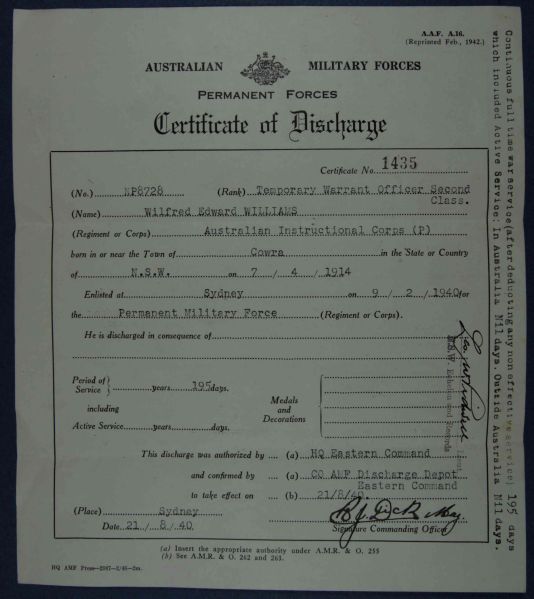 A.A.F. A.16.
(Reprinted Feb., 1942.)
AUSTRALIAN MILITARY FORCES
PERMANENT FORCES
Certificate of Discharge
Certificate No. 1435
(No.) NP8728 (Rank) Temporary Warrant Officer Second Class.
(Name) Wilfred Edward WILLIAMS
(Regiment or Corps) Australian Instructional Corps (P)
born in or near the Town of Cowra in the State or Country
of N.S.W. on 7 / 4 / 1914
Enlisted at Sydney on 9 / 2 / 1940 for
the Permanent Military Force (Regiment or Corps).
He is discharged in consequence of
Period of Service } years 195 days.
including
Active Service years days.
Medals and Decorations
This discharge was authorized by (a) HQ Eastern Command
and confirmed by (a) CO AMF Discharge Depot
Eastern Command
to take effect on (b) 21/8/40
(Place) Sydney
Date 21 / 8 / 40
Signature Commanding Officer
(a) Insert the appropriate authority under A.M.R. & O. 255
(b) See A.M.R. & O. 262 and 263.
Continuous full time war service (after deducting any non effective service) 195 days
which included Active Service: In Australia Nil days. Outside Australia Nil days.
N.S.W. Echelon and Records